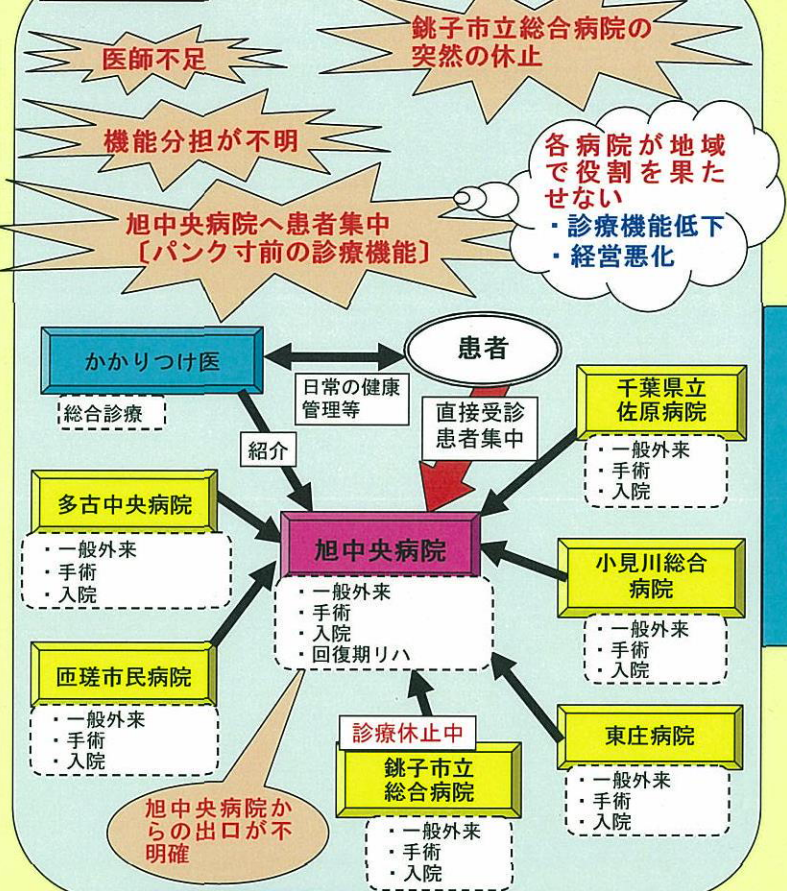 医師不足
銚子市立総合病院の
突然の休止
機能分担が不明
各病院が地域
で役割を果た
せない
・診療機能低下
・経営悪化
旭中央病院へ患者集中
〔パンク寸前の診療機能〕
かかりつけ医
総合診療
日常の健康
管理等
患者
直接受診
患者集中
紹介
千葉県立
佐原病院
・一般外来
・手術
・入院
多古中央病院
・一般外来
・手術
・入院
旭中央病院
・一般外来
・手術
・入院
・回復期リハ
小見川総合
病院
・一般外来
・手術
・入院
匝瑳市民病院
・一般外来
・手術
・入院
診療休止中
銚子市立
総合病院
・一般外来
・手術
・入院
東庄病院
・一般外来
・手術
・入院
旭中央病院か
らの出口が不
明確